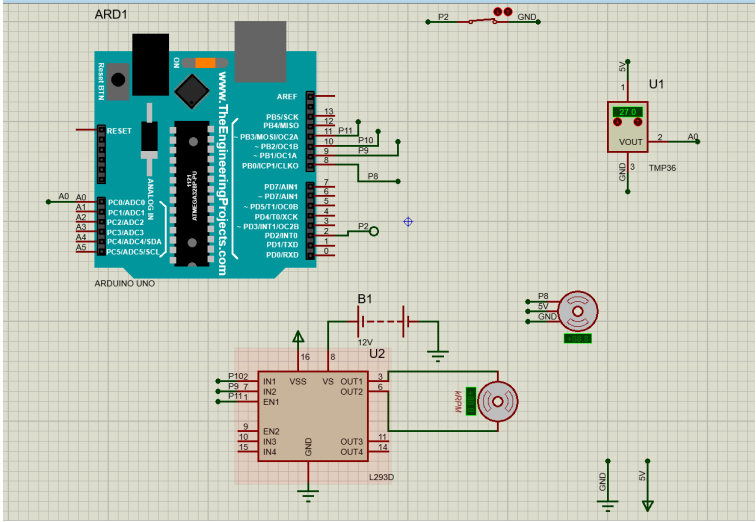 ARD1
Reset BTN
ON
www.TheEngineeringProjects.com
RESET
ANALOG IN
ATMEGA328P-PU
1121
AREF
PB5/SCK 13
PB4/MISO 12
~ PB3/MOSI/OC2A 11 P11
~ PB2/OC1B 10 P10
~ PB1/OC1A 9 P9
PB0/ICP1/CLKO 8 P8
PD7/AIN1 7
~ PD7/AIN1 6
~ PD5/T1/OC0B 5
PD4/T0/XCK 4
~ PD3/INT1/OC2B 3
PD2/INT0 2 P2
PD1/TXD 1
PD0/RXD 0
A0 A0 PC0/ADC0
A1 PC1/ADC1
A2 PC2/ADC2
A3 PC3/ADC3
A4 PC4/ADC4/SDA
A5 PC5/ADC5/SCL
ARDUINO UNO
P2 GND
5V
1
U1
27.0
VOUT 2 A0
3
GND
TMP36
P8
5V
GND
B1
12V
U2
16 8
VSS VS
P10 2 IN1 OUT1 3
P9 7 IN2 OUT2 6
P11 1 EN1
9 EN2
10 IN3 OUT3 11
15 IN4 OUT4 14
GND
L293D
kRPM
GND
5V